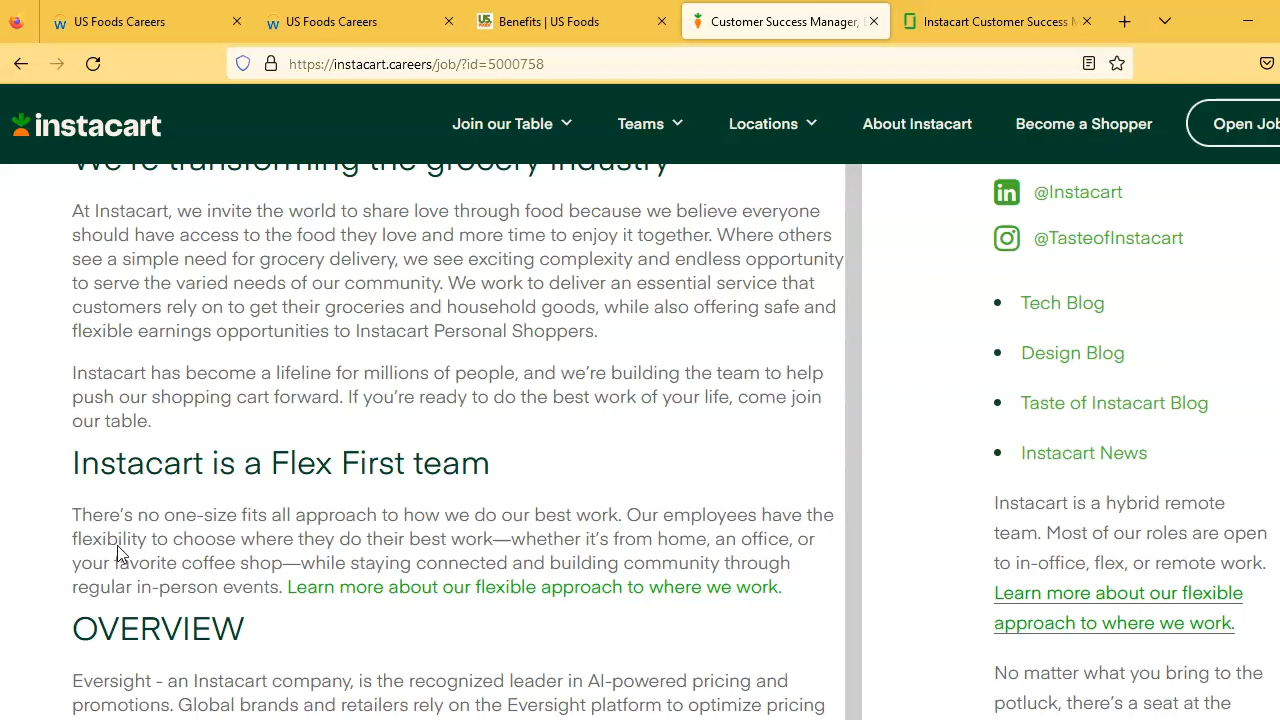 US Foods Careers
US Foods Careers
Benefits | US Foods
Customer Success Manager,
Instacart Customer Success
https://instacart.careers/job/?id=5000758
instacart
Join our Table
Teams
Locations
About Instacart
Become a Shopper
Open Job
We're transforming the grocery industry
At Instacart, we invite the world to share love through food because we believe everyone
should have access to the food they love and more time to enjoy it together. Where others
see a simple need for grocery delivery, we see exciting complexity and endless opportunity
to serve the varied needs of our community. We work to deliver an essential service that
customers rely on to get their groceries and household goods, while also offering safe and
flexible earnings opportunities to Instacart Personal Shoppers.
Instacart has become a lifeline for millions of people, and we're building the team to help
push our shopping cart forward. If you're ready to do the best work of your life, come join
our table.
Instacart is a Flex First team
There's no one-size fits all approach to how we do our best work. Our employees have the
flexibility to choose where they do their best work—whether it's from home, an office, or
your favorite coffee shop—while staying connected and building community through
regular in-person events. Learn more about our flexible approach to where we work.
OVERVIEW
Eversight - an Instacart company, is the recognized leader in AI-powered pricing and
promotions. Global brands and retailers rely on the Eversight platform to optimize pricing
@Instacart
@TasteofInstacart
Tech Blog
Design Blog
Taste of Instacart Blog
Instacart News
Instacart is a hybrid remote
team. Most of our roles are open
to in-office, flex, or remote work.
Learn more about our flexible
approach to where we work.
No matter what you bring to the
potluck, there's a seat at the